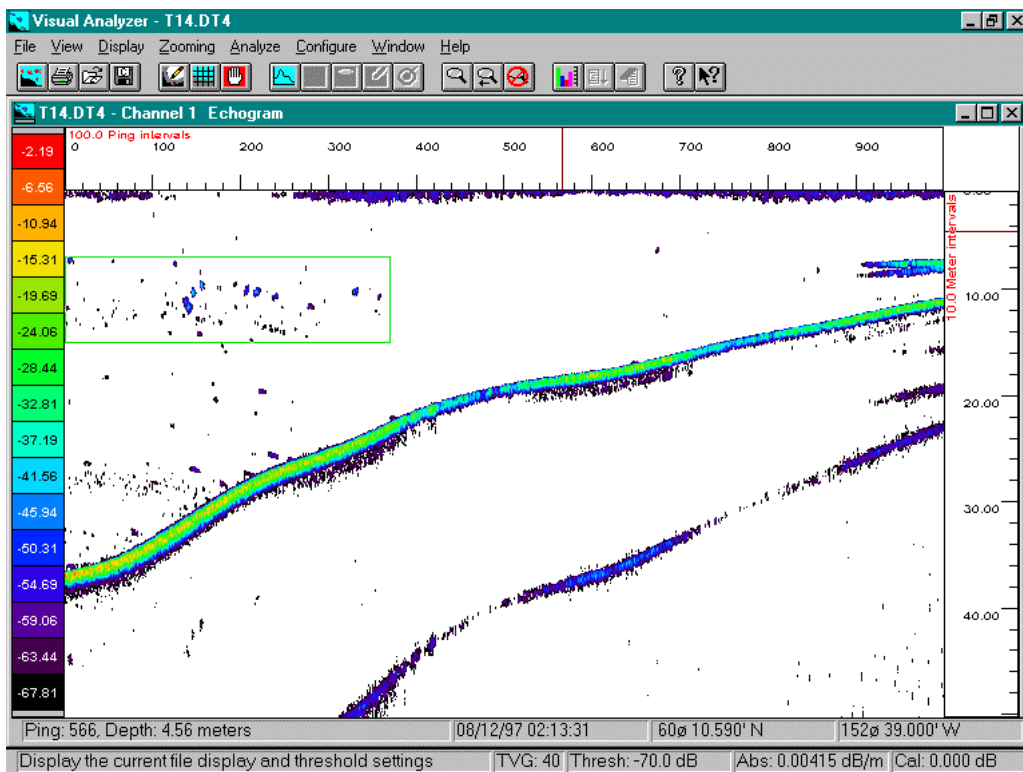 Visual Analyzer - T14.DT4
File View Display Zooming Analyze Configure Window Help
T14.DT4 - Channel 1 Echogram
100.0 Ping intervals
0 100 200 300 400 500 600 700 800 900
-2.19
-6.56
-10.94
-15.31
-19.69
-24.06
-28.44
-32.81
-37.19
-41.56
-45.94
-50.31
-54.69
-59.06
-63.44
-67.81
10.0 Meter intervals
10.00
20.00
30.00
40.00
Ping: 566, Depth: 4.56 meters 08/12/97 02:13:31 60ø 10.590' N 152ø 39.000' W
Display the current file display and threshold settings TVG: 40 Thresh: -70.0 dB Abs: 0.00415 dB/m Cal: 0.000 dB